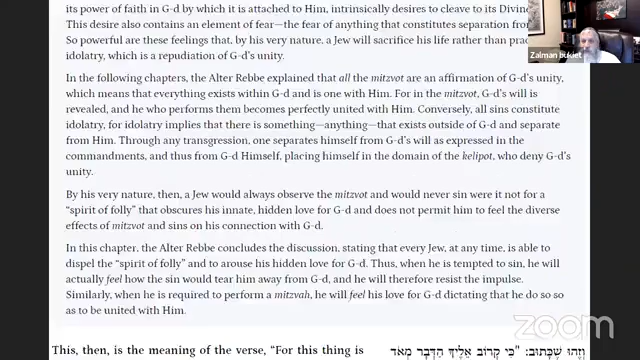 its power of faith in G-d by which it is attached to Him, intrinsically desires to cleave to its Divine
This desire also contains an element of fear—the fear of anything that constitutes separation from
So powerful are these feelings that, by his very nature, a Jew will sacrifice his life rather than
idolatry, which is a repudiation of G-d's unity.
In the following chapters, the Alter Rebbe explained that all the mitzvot are an affirmation of G-d's unity,
which means that everything exists within G-d and is one with Him. For in the mitzvot, G-d's will is
revealed, and he who performs them becomes perfectly united with Him. Conversely, all sins constitute
idolatry, for idolatry implies that there is something—anything—that exists outside of G-d and separate
from Him. Through any transgression, one separates himself from G-d's will as expressed in the
commandments, and thus from G-d Himself, placing himself in the domain of the kelipot, who deny G-d's
unity.
By his very nature, then, a Jew would always observe the mitzvot and would never sin were it not for a
“spirit of folly” that obscures his innate, hidden love for G-d and does not permit him to feel the diverse
effects of mitzvot and sins on his connection with G-d.
In this chapter, the Alter Rebbe concludes the discussion, stating that every Jew, at any time, is able to
dispel the “spirit of folly” and to arouse his hidden love for G-d. Thus, when he is tempted to sin, he will
actually feel how the sin would tear him away from G-d, and he will therefore resist the impulse.
Similarly, when he is required to perform a mitzvah, he will feel his love for G-d dictating that he do so so
as to be united with Him.
This, then, is the meaning of the verse, “For this thing is
וְזֶהוּ שֶׁכָּתוּב: "כִּי קָרוֹב אֵלֶיךָ הַדָּבָר מְאֹד
Zalman bukiet
zoom